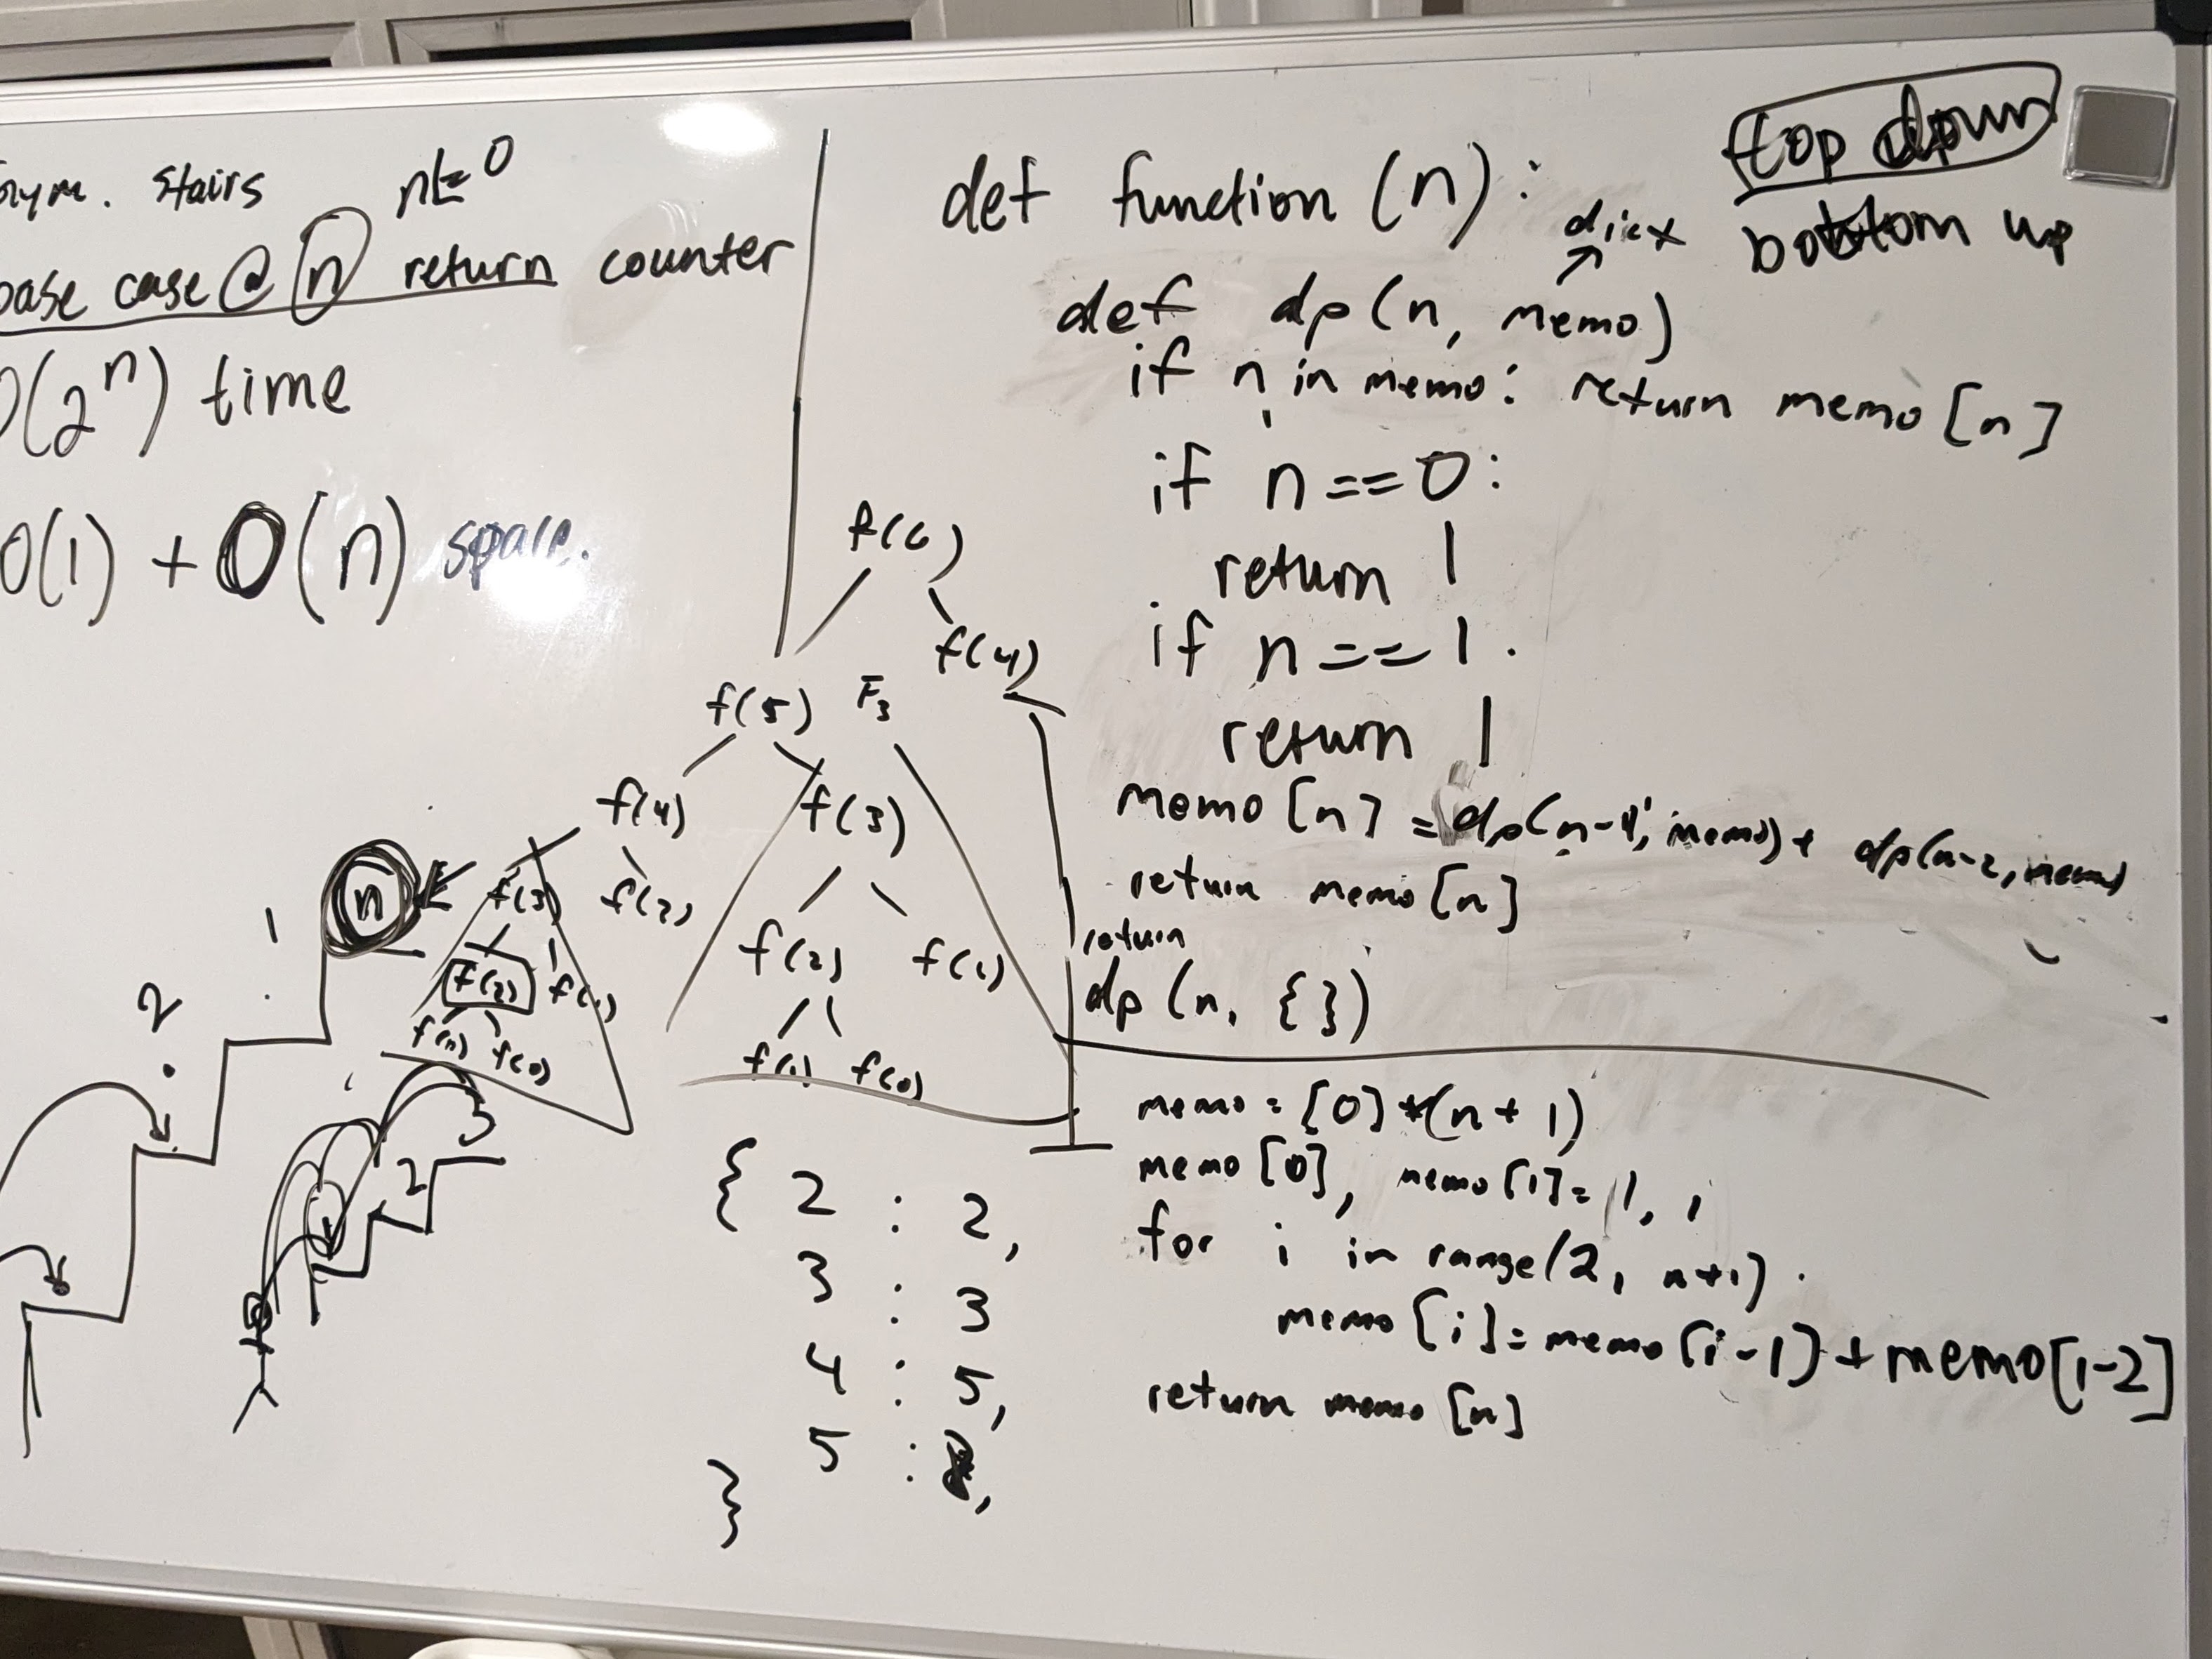 stairs
base case @ n return counter
O(2^n) time
O(1) + O(n) space.
top down
bottom up
def function (n):
dict
def dp(n, memo)
if n in memo: return memo[n]
if n == 0:
return 1
if n == 1.
return 1
memo[n] = dp(n-1, memo) + dp(n-2, memo)
return memo[n]
return
dp(n, {})
f(6)
f(5) F3 f(4)
f(4) f(3)
f(3) f(2) f(2) f(1)
f(2) f(1) f(1) f(0)
f(0)
n
1
2
3
2
1
{ 2 : 2,
3 : 3
4 : 5,
5 : 8,
}
memo = [0]*(n+1)
memo[0], memo[1] = 1, 1
for i in range(2, n+1).
memo[i] = memo[i-1] + memo[i-2]
return memo[n]